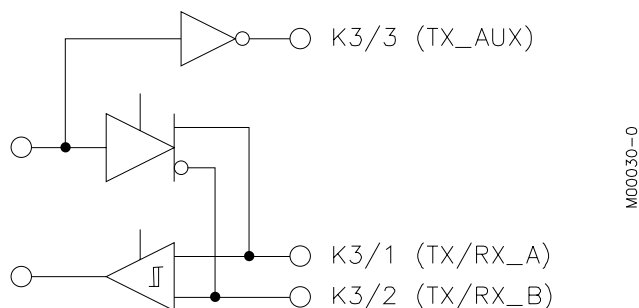 K3/3 (TX_AUX)
K3/1 (TX/RX_A)
K3/2 (TX/RX_B)
M00030-0